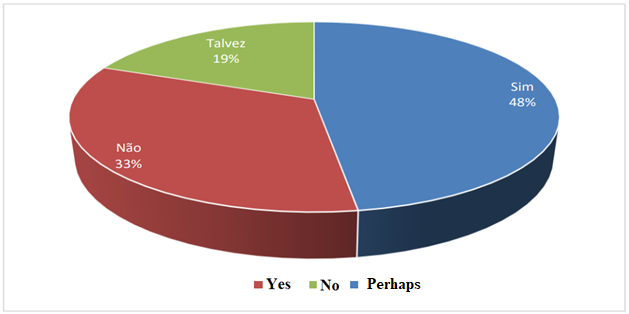 Talvez
19%
Sim
48%
Não
33%
Yes No Perhaps